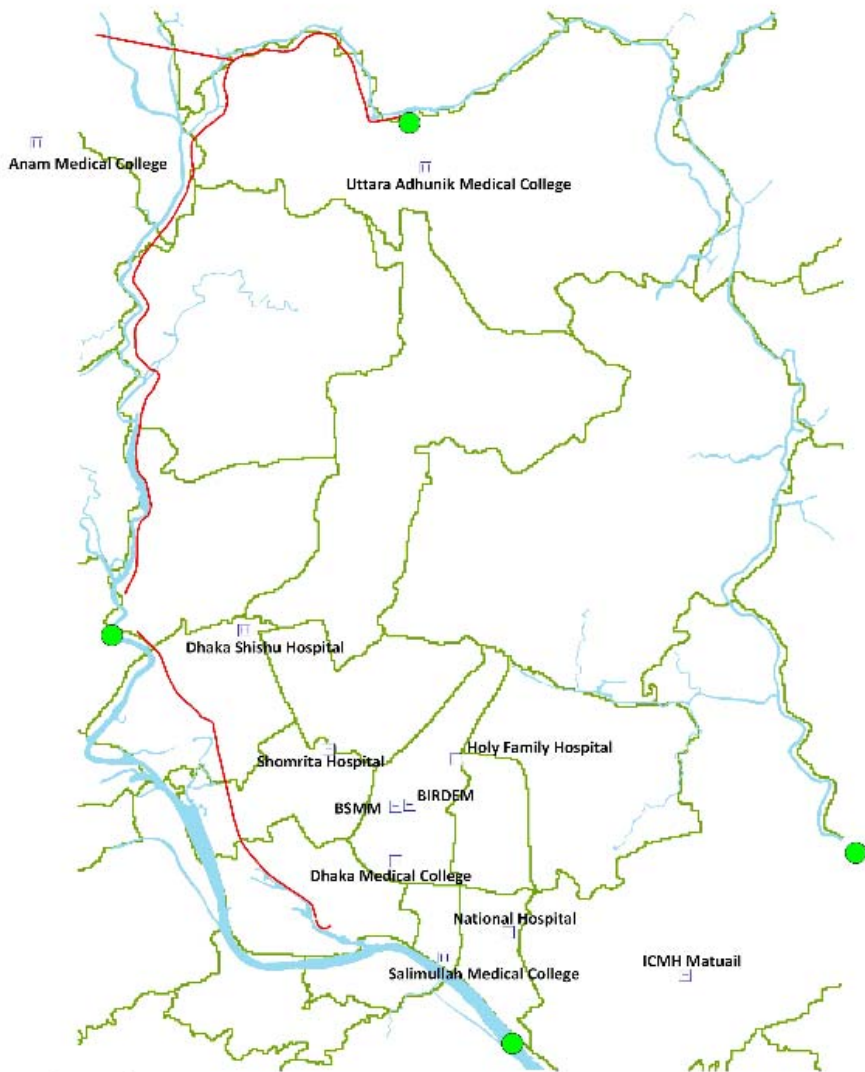 Anam Medical College
Uttara Adhunik Medical College
Dhaka Shishu Hospital
Holy Family Hospital
Shomrita Hospital
BIRDEM
BSMM
Dhaka Medical College
National Hospital
ICMH Matuail
Salimullah Medical College